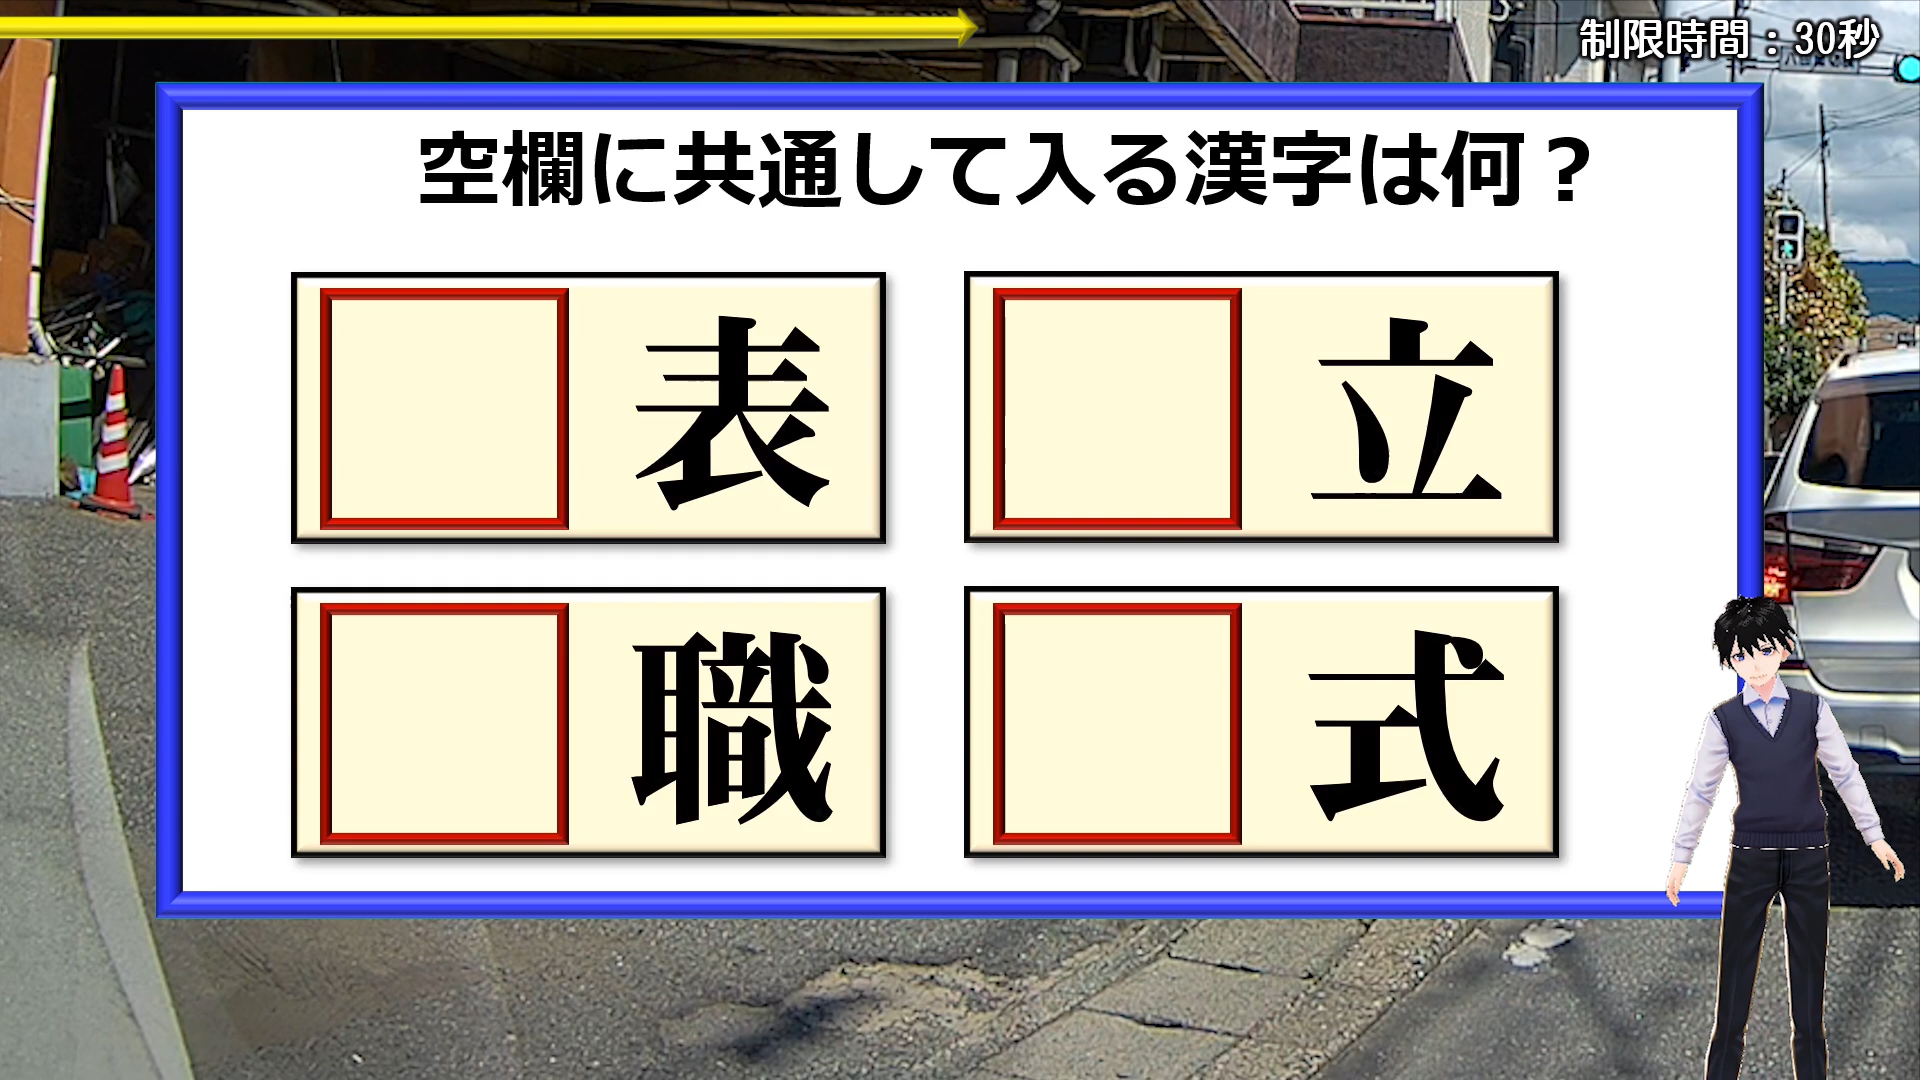 制限時間：30秒
空欄に共通して入る漢字は何？
表
立
職
式